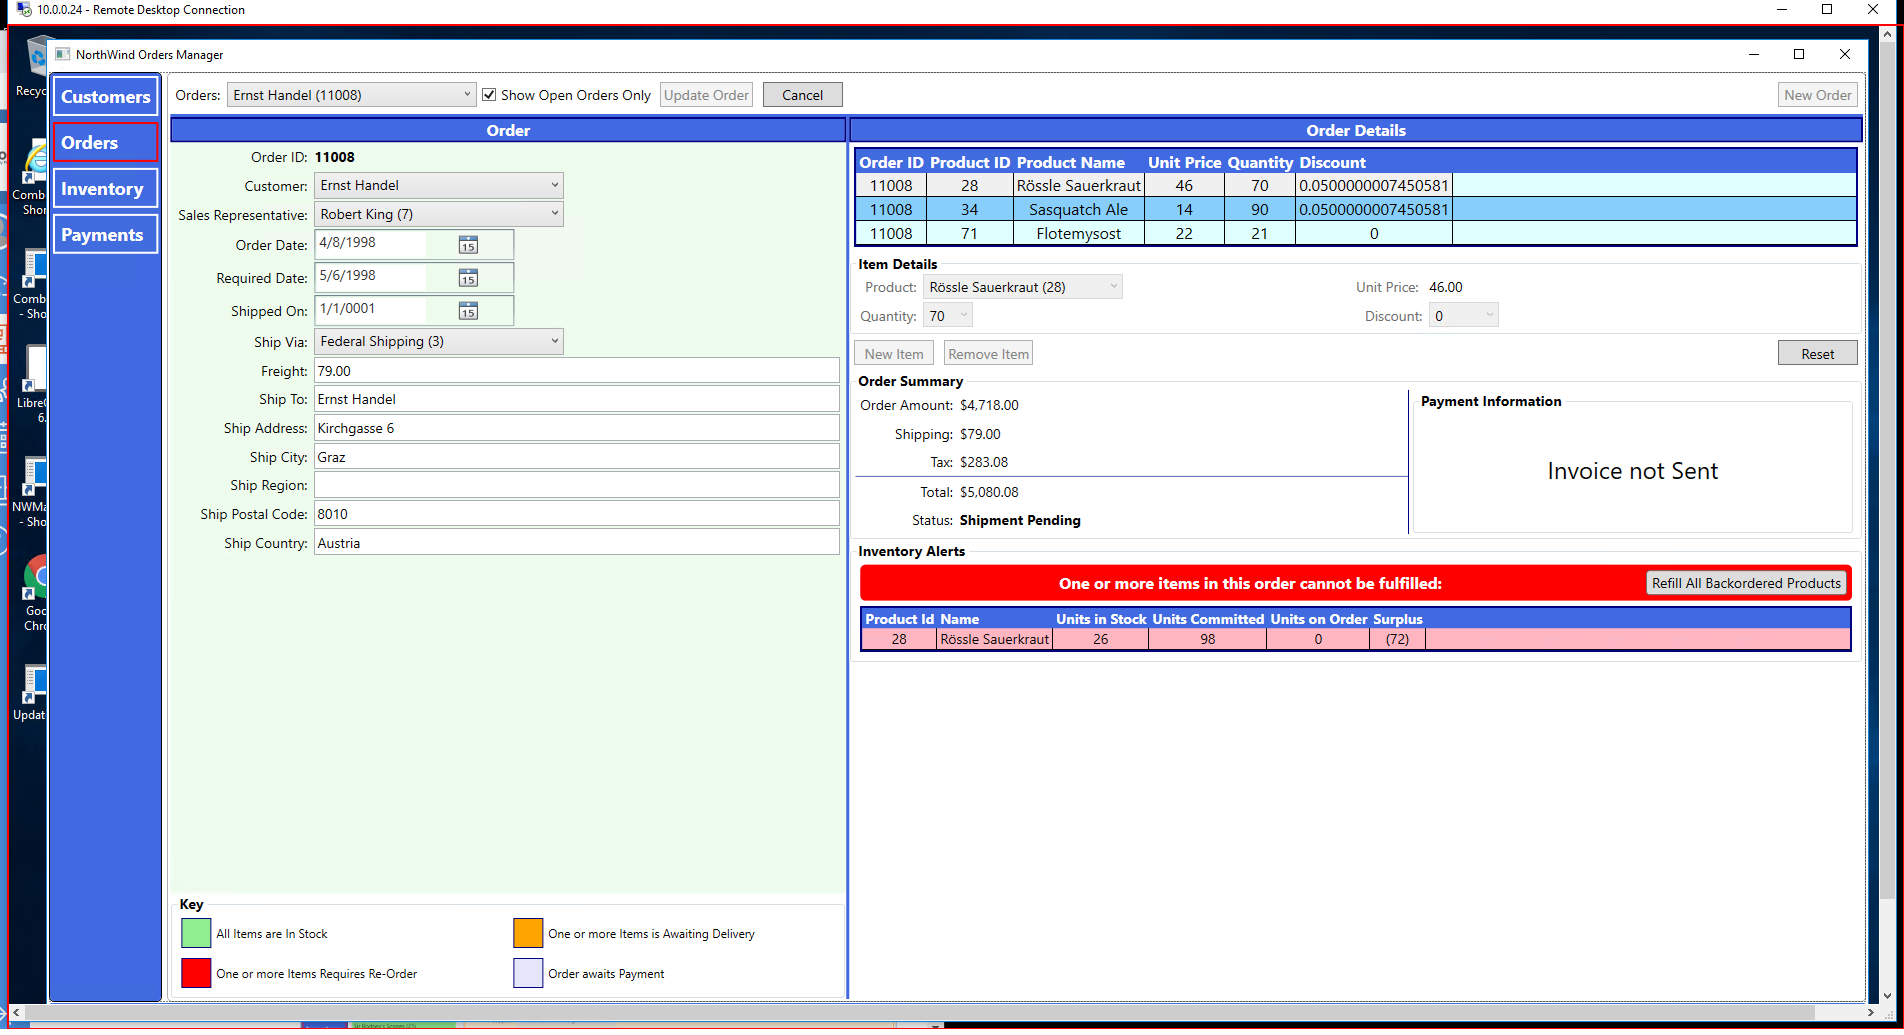 10.0.0.24 - Remote Desktop Connection
NorthWind Orders Manager
Recyc
Comb
Shor
Comb
- Sho
Libre
6.
NWMa
- Sho
Goo
Chro
Updat
Customers
Orders
Inventory
Payments
Orders: Ernst Handel (11008) Show Open Orders Only Update Order Cancel New Order
Order
Order ID: 11008
Customer: Ernst Handel
Sales Representative: Robert King (7)
Order Date: 4/8/1998 15
Required Date: 5/6/1998 15
Shipped On: 1/1/0001 15
Ship Via: Federal Shipping (3)
Freight: 79.00
Ship To: Ernst Handel
Ship Address: Kirchgasse 6
Ship City: Graz
Ship Region:
Ship Postal Code: 8010
Ship Country: Austria
Key
All Items are In Stock
One or more Items is Awaiting Delivery
One or more Items Requires Re-Order
Order awaits Payment
Order Details
Order ID Product ID Product Name Unit Price Quantity Discount
11008 28 Rössle Sauerkraut 46 70 0.0500000007450581
11008 34 Sasquatch Ale 14 90 0.0500000007450581
11008 71 Flotemysost 22 21 0
Item Details
Product: Rössle Sauerkraut (28) Unit Price: 46.00
Quantity: 70 Discount: 0
New Item Remove Item Reset
Order Summary
Order Amount: $4,718.00
Shipping: $79.00
Tax: $283.08
Total: $5,080.08
Status: Shipment Pending
Payment Information
Invoice not Sent
Inventory Alerts
One or more items in this order cannot be fulfilled: Refill All Backordered Products
Product Id Name Units in Stock Units Committed Units on Order Surplus
28 Rössle Sauerkraut 26 98 0 (72)